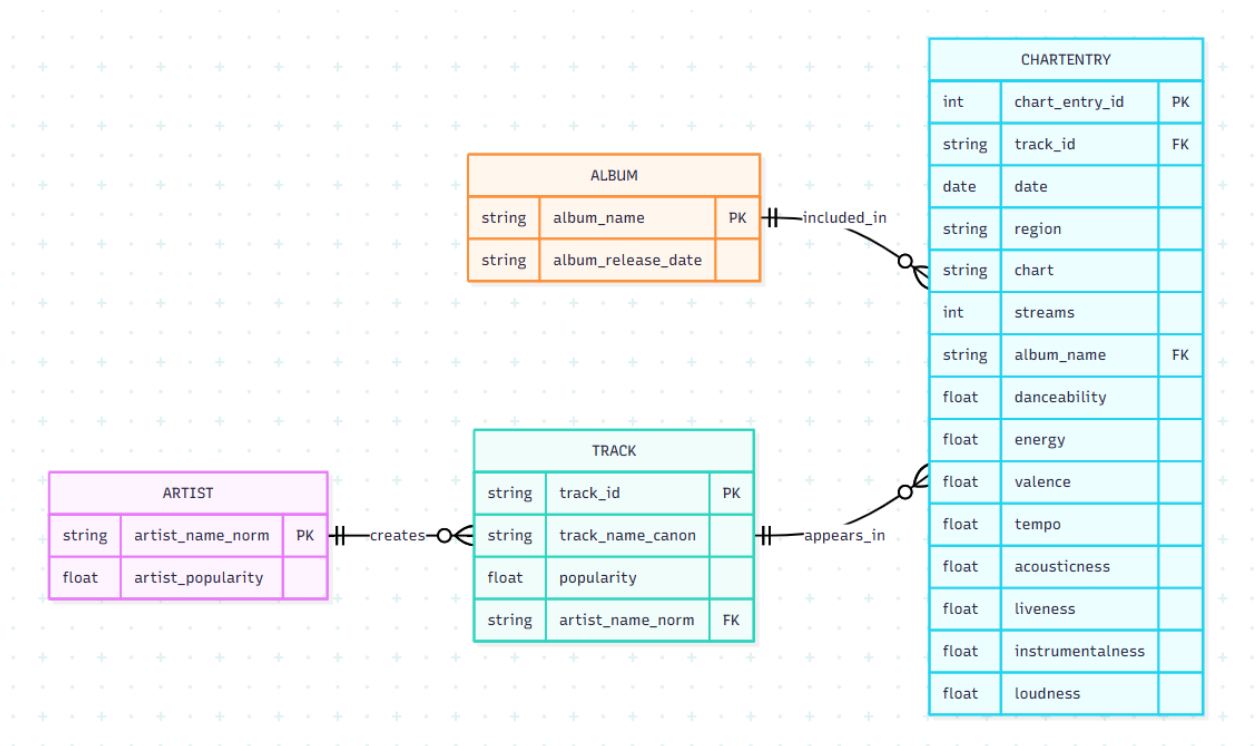 CHARTENTRY
int chart_entry_id PK
string track_id FK
date date
string region
string chart
int streams
string album_name FK
float danceability
float energy
float valence
float tempo
float acousticness
float liveness
float instrumentalness
float loudness
ALBUM
string album_name PK
string album_release_date
included_in
TRACK
string track_id PK
string track_name_canon
float popularity
string artist_name_norm FK
appears_in
ARTIST
string artist_name_norm PK
float artist_popularity
creates